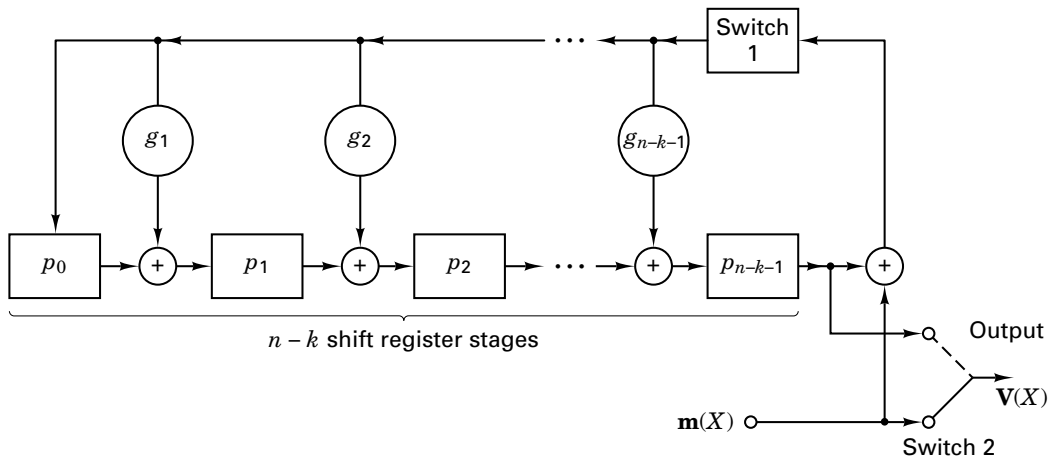 Switch
1
g1 g2 gn–k–1
p0 + p1 + p2 ... + pn–k–1 +
n – k shift register stages
Output
V(X)
m(X)
Switch 2